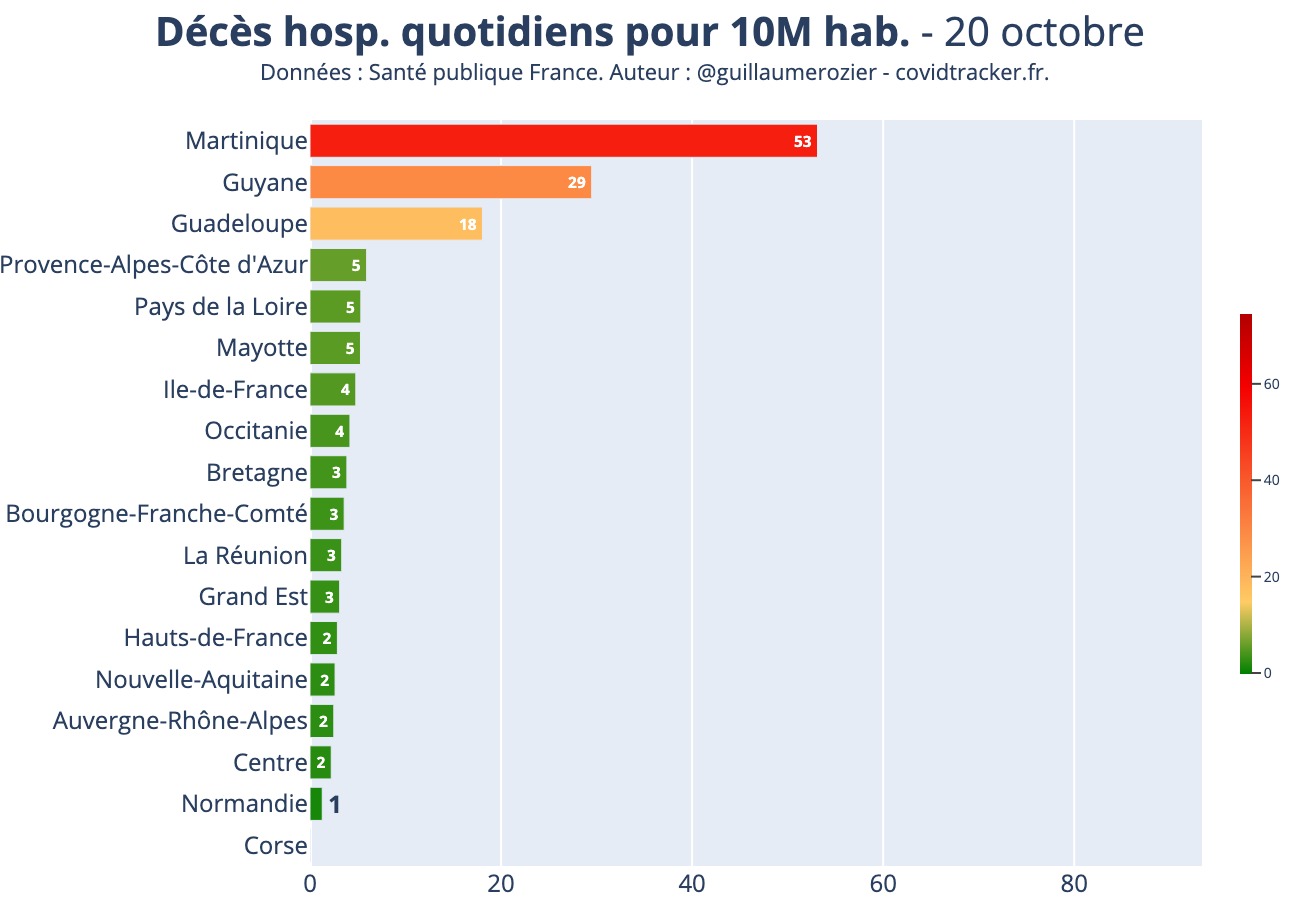 Décès hosp. quotidiens pour 10M hab. - 20 octobre
Données : Santé publique France. Auteur : @guillaumerozier - covidtracker.fr.
Martinique 53
Guyane 29
Guadeloupe 18
Provence-Alpes-Côte d'Azur 5
Pays de la Loire 5
Mayotte 5
Ile-de-France 4
Occitanie 4
Bretagne 3
Bourgogne-Franche-Comté 3
La Réunion 3
Grand Est 3
Hauts-de-France 2
Nouvelle-Aquitaine 2
Auvergne-Rhône-Alpes 2
Centre 2
Normandie 1
Corse
0 20 40 60 80
60
40
20
0